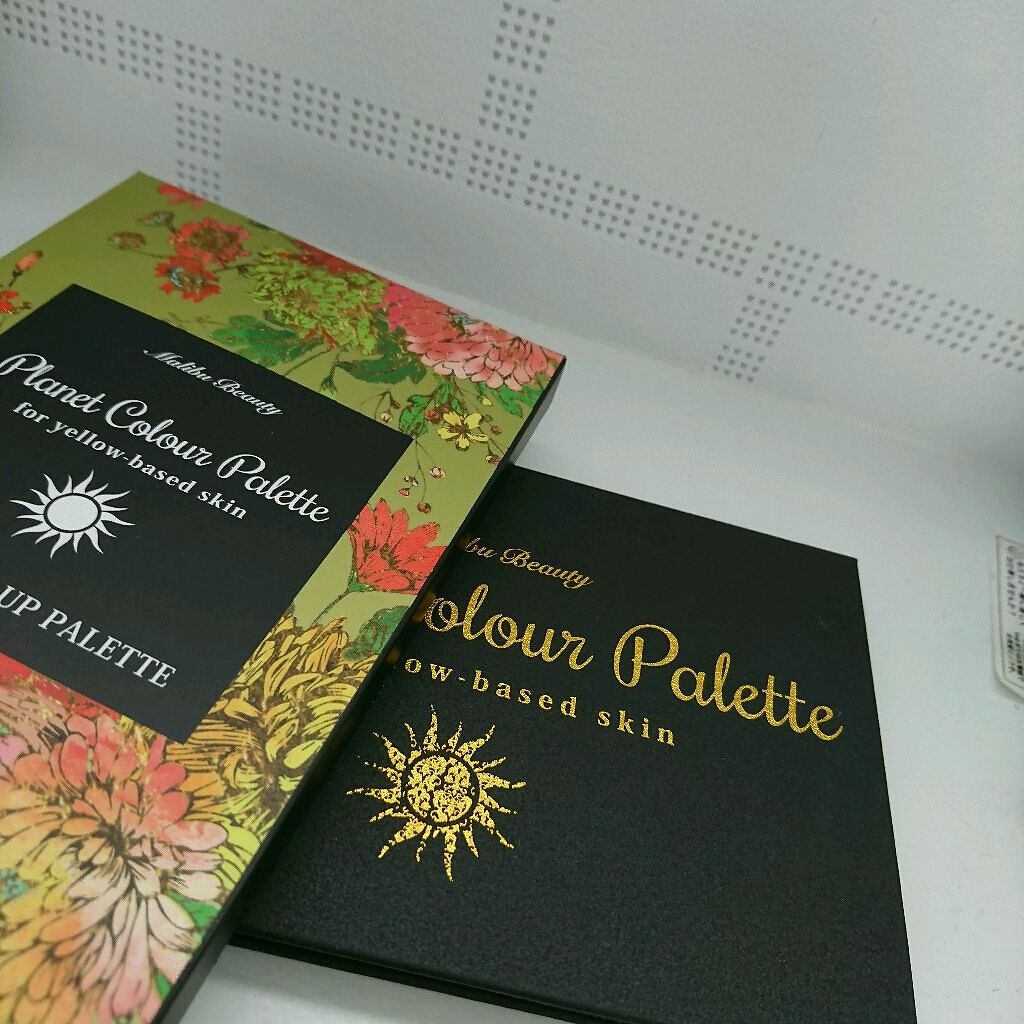 Malibu Beauty
Planet Colour Palette
for yellow-based skin
UP PALETTE
bu Beauty
olour Palette
ow-based skin